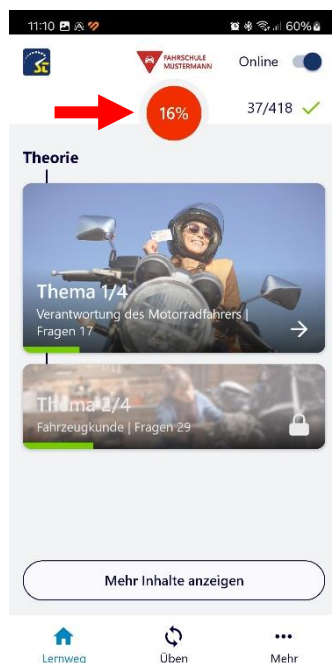 11:10
60%
St
FAHRSCHULE
MUSTERMANN
Online
16%
37/418
Theorie
Thema 1/4
Verantwortung des Motorradfahrers |
Fragen 17
Thema 2/4
Fahrzeugkunde | Fragen 29
Mehr Inhalte anzeigen
Lernweg
Üben
Mehr